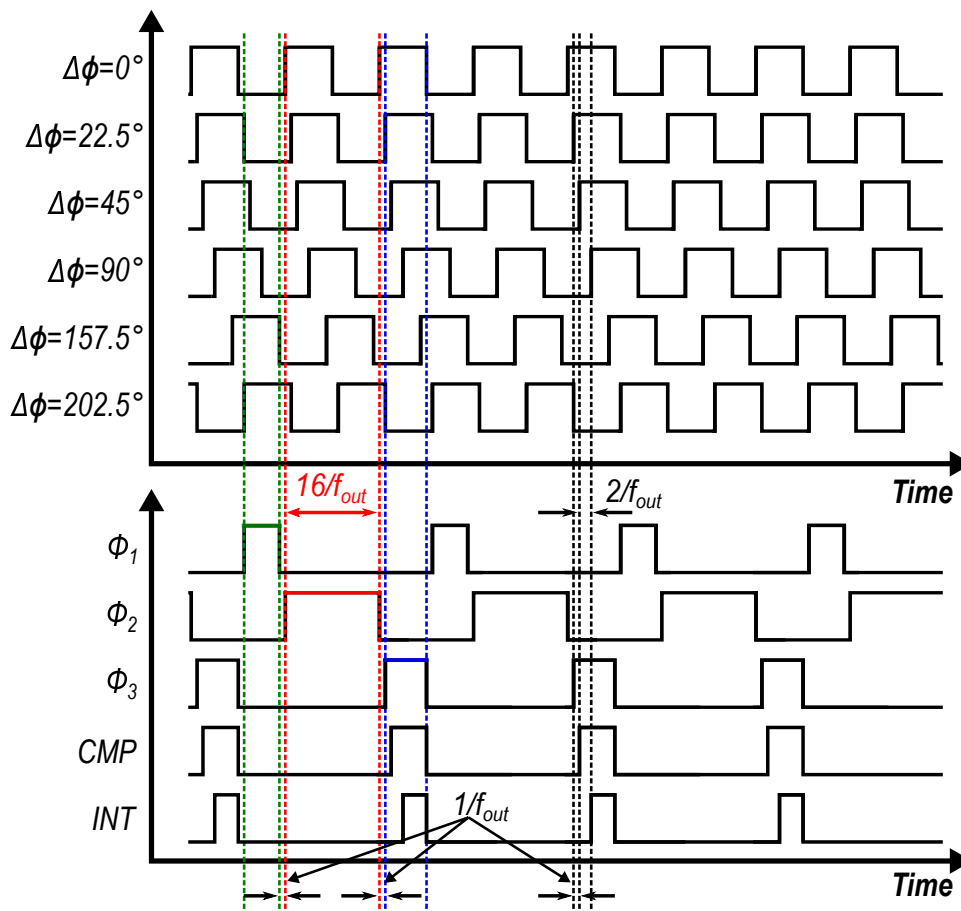 Δϕ=0°
Δϕ=22.5°
Δϕ=45°
Δϕ=90°
Δϕ=157.5°
Δϕ=202.5°
Time
16/fout
2/fout
Φ1
Φ2
Φ3
CMP
INT
1/fout
Time